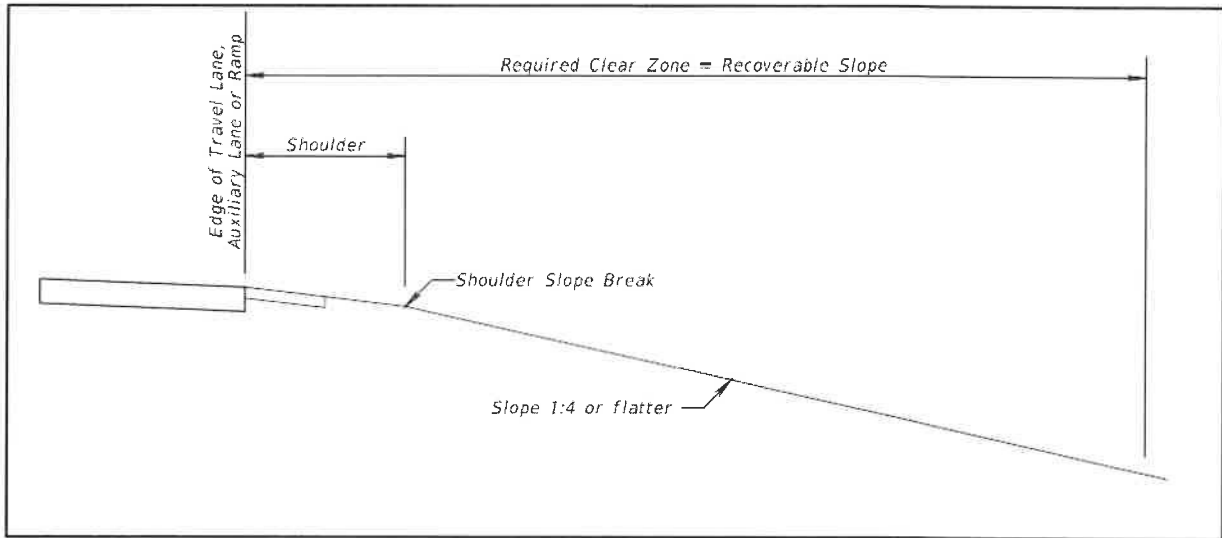 Edge of Travel Lane,
Auxiliary Lane or Ramp
Required Clear Zone = Recoverable Slope
Shoulder
Shoulder Slope Break
Slope 1:4 or flatter